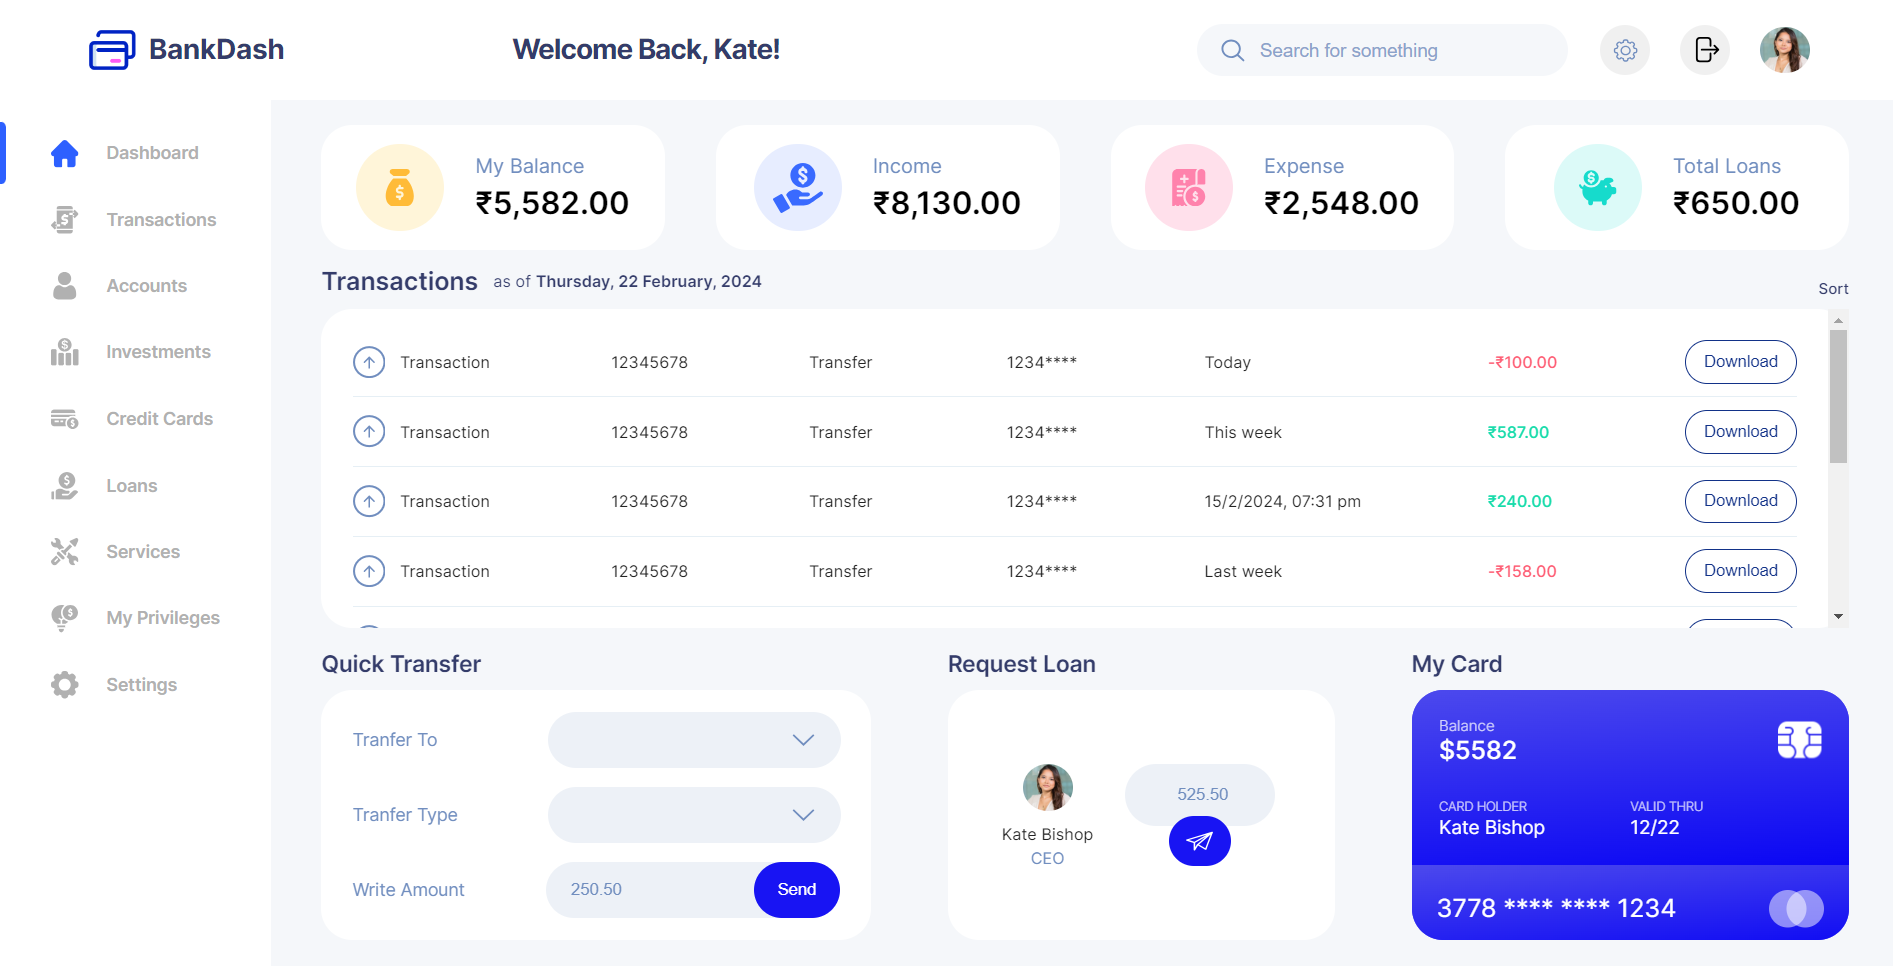 BankDash
Welcome Back, Kate!
Search for something
Dashboard
Transactions
Accounts
Investments
Credit Cards
Loans
Services
My Privileges
Settings
My Balance
₹5,582.00
Income
₹8,130.00
Expense
₹2,548.00
Total Loans
₹650.00
Transactions as of Thursday, 22 February, 2024
Sort
Transaction 12345678 Transfer 1234**** Today -₹100.00 Download
Transaction 12345678 Transfer 1234**** This week ₹587.00 Download
Transaction 12345678 Transfer 1234**** 15/2/2024, 07:31 pm ₹240.00 Download
Transaction 12345678 Transfer 1234**** Last week -₹158.00 Download
Quick Transfer
Tranfer To
Tranfer Type
Write Amount 250.50 Send
Request Loan
Kate Bishop
CEO
525.50
My Card
Balance
$5582
CARD HOLDER
Kate Bishop
VALID THRU
12/22
3778 **** **** 1234